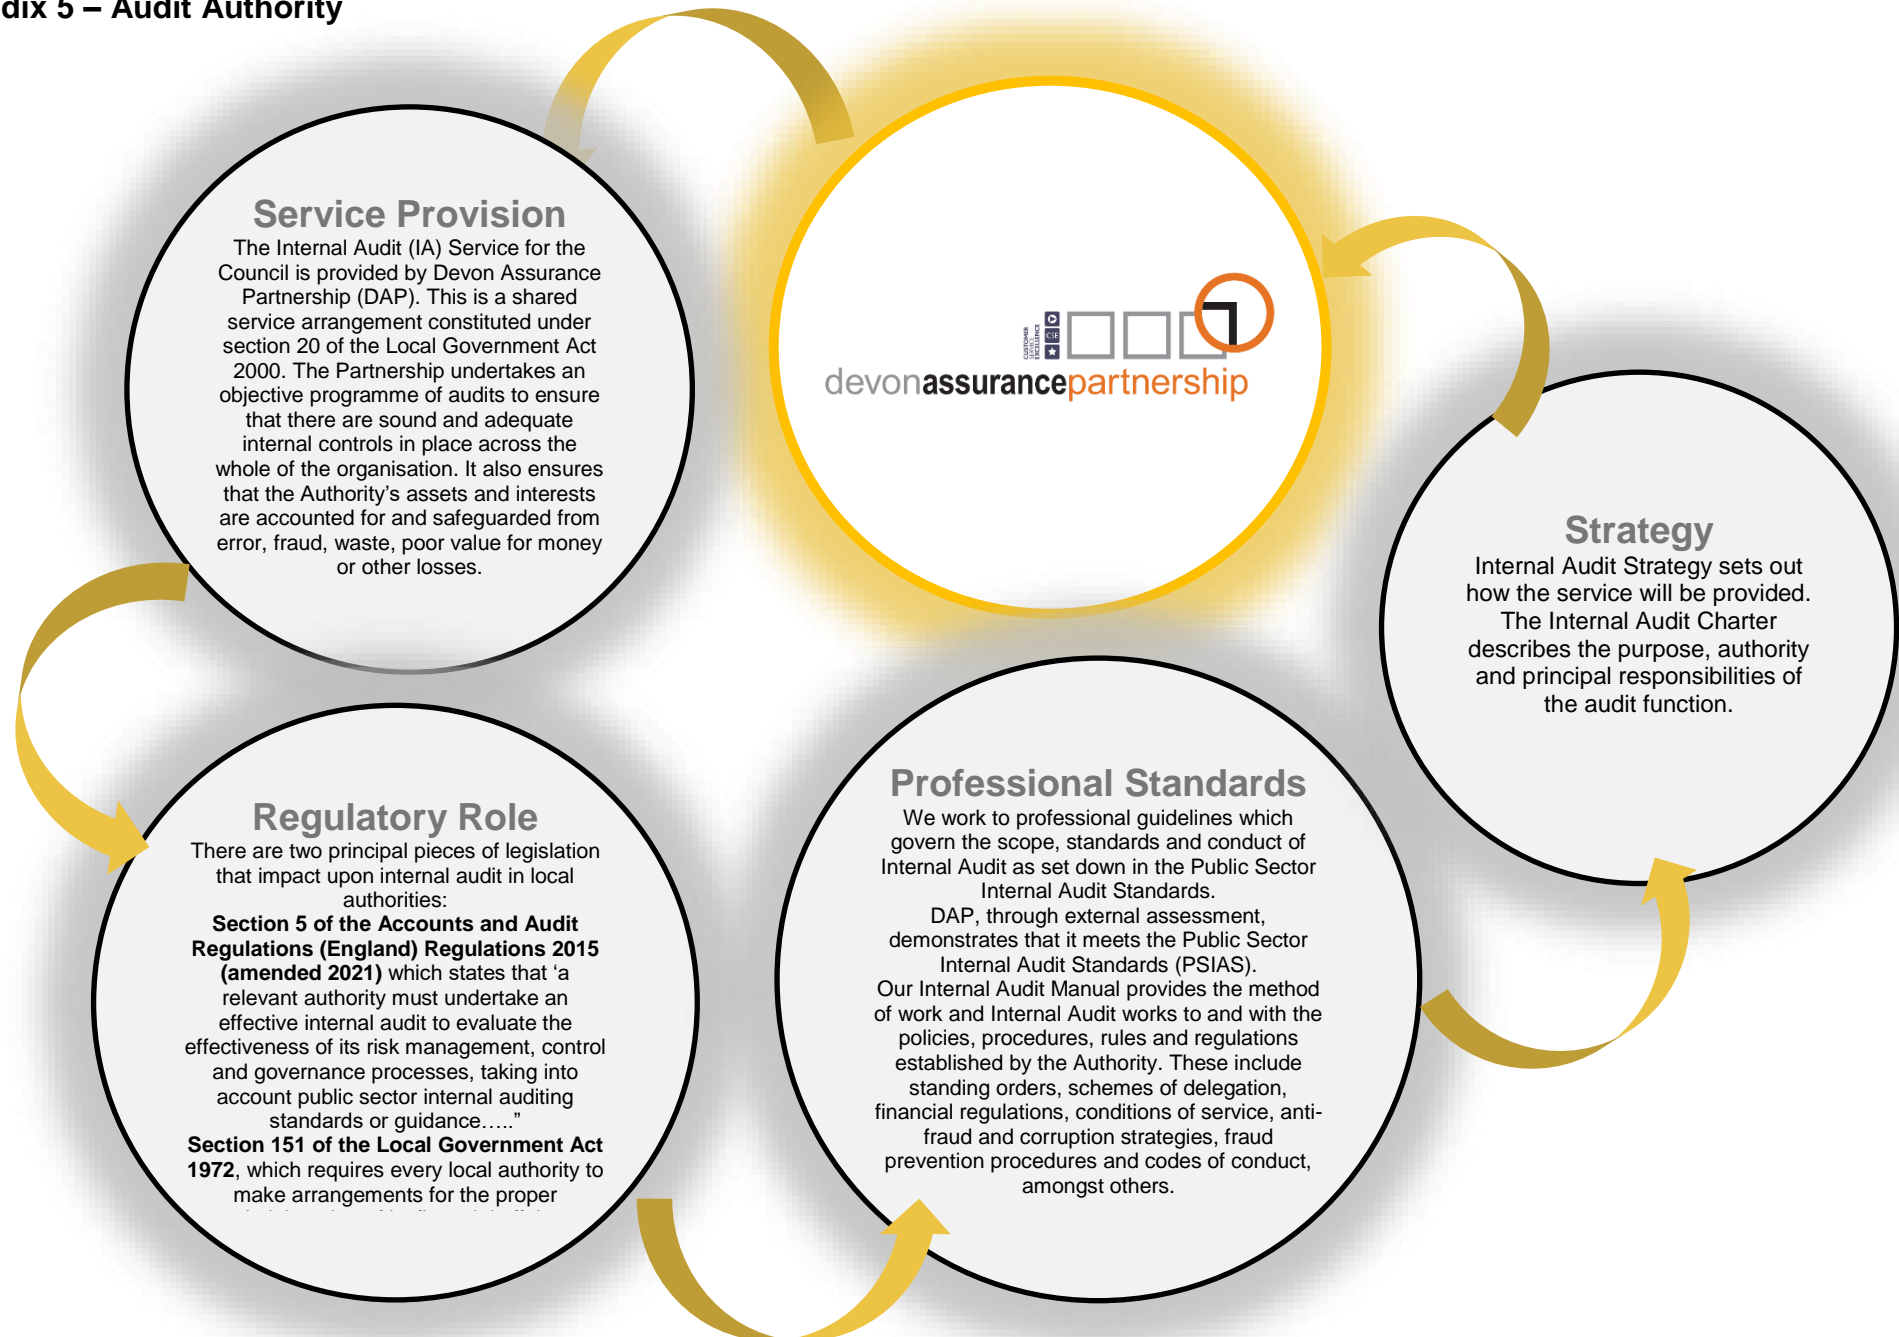 dix 5 – Audit Authority
Service Provision
The Internal Audit (IA) Service for the
Council is provided by Devon Assurance
Partnership (DAP). This is a shared
service arrangement constituted under
section 20 of the Local Government Act
2000. The Partnership undertakes an
objective programme of audits to ensure
that there are sound and adequate
internal controls in place across the
whole of the organisation. It also ensures
that the Authority’s assets and interests
are accounted for and safeguarded from
error, fraud, waste, poor value for money
or other losses.
CUSTOMER
SERVICE
EXCELLENCE
CSE
devonassurancepartnership
Strategy
Internal Audit Strategy sets out
how the service will be provided.
The Internal Audit Charter
describes the purpose, authority
and principal responsibilities of
the audit function.
Regulatory Role
There are two principal pieces of legislation
that impact upon internal audit in local
authorities:
Section 5 of the Accounts and Audit
Regulations (England) Regulations 2015
(amended 2021) which states that ‘a
relevant authority must undertake an
effective internal audit to evaluate the
effectiveness of its risk management, control
and governance processes, taking into
account public sector internal auditing
standards or guidance…..”
Section 151 of the Local Government Act
1972, which requires every local authority to
make arrangements for the proper
Professional Standards
We work to professional guidelines which
govern the scope, standards and conduct of
Internal Audit as set down in the Public Sector
Internal Audit Standards.
DAP, through external assessment,
demonstrates that it meets the Public Sector
Internal Audit Standards (PSIAS).
Our Internal Audit Manual provides the method
of work and Internal Audit works to and with the
policies, procedures, rules and regulations
established by the Authority. These include
standing orders, schemes of delegation,
financial regulations, conditions of service, anti-
fraud and corruption strategies, fraud
prevention procedures and codes of conduct,
amongst others.